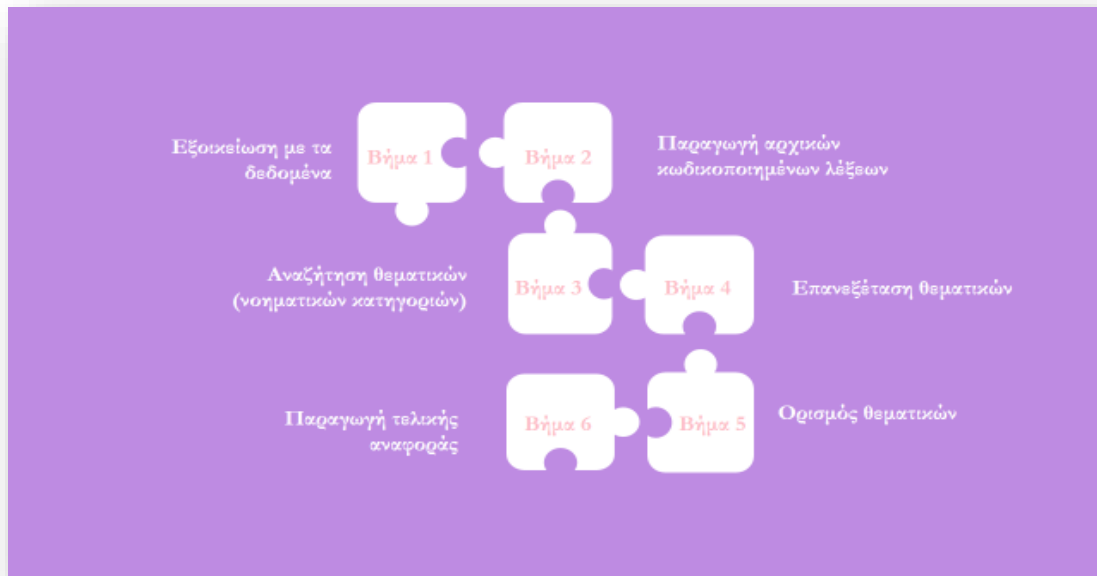 Εξοικείωση με τα
δεδομένα
Βήμα 1
Βήμα 2
Παραγωγή αρχικών
κωδικοποιημένων λέξεων
Αναζήτηση θεματικών
(νοηματικών κατηγοριών)
Βήμα 3
Βήμα 4
Επανεξέταση θεματικών
Παραγωγή τελικής
αναφοράς
Βήμα 6
Βήμα 5
Ορισμός θεματικών